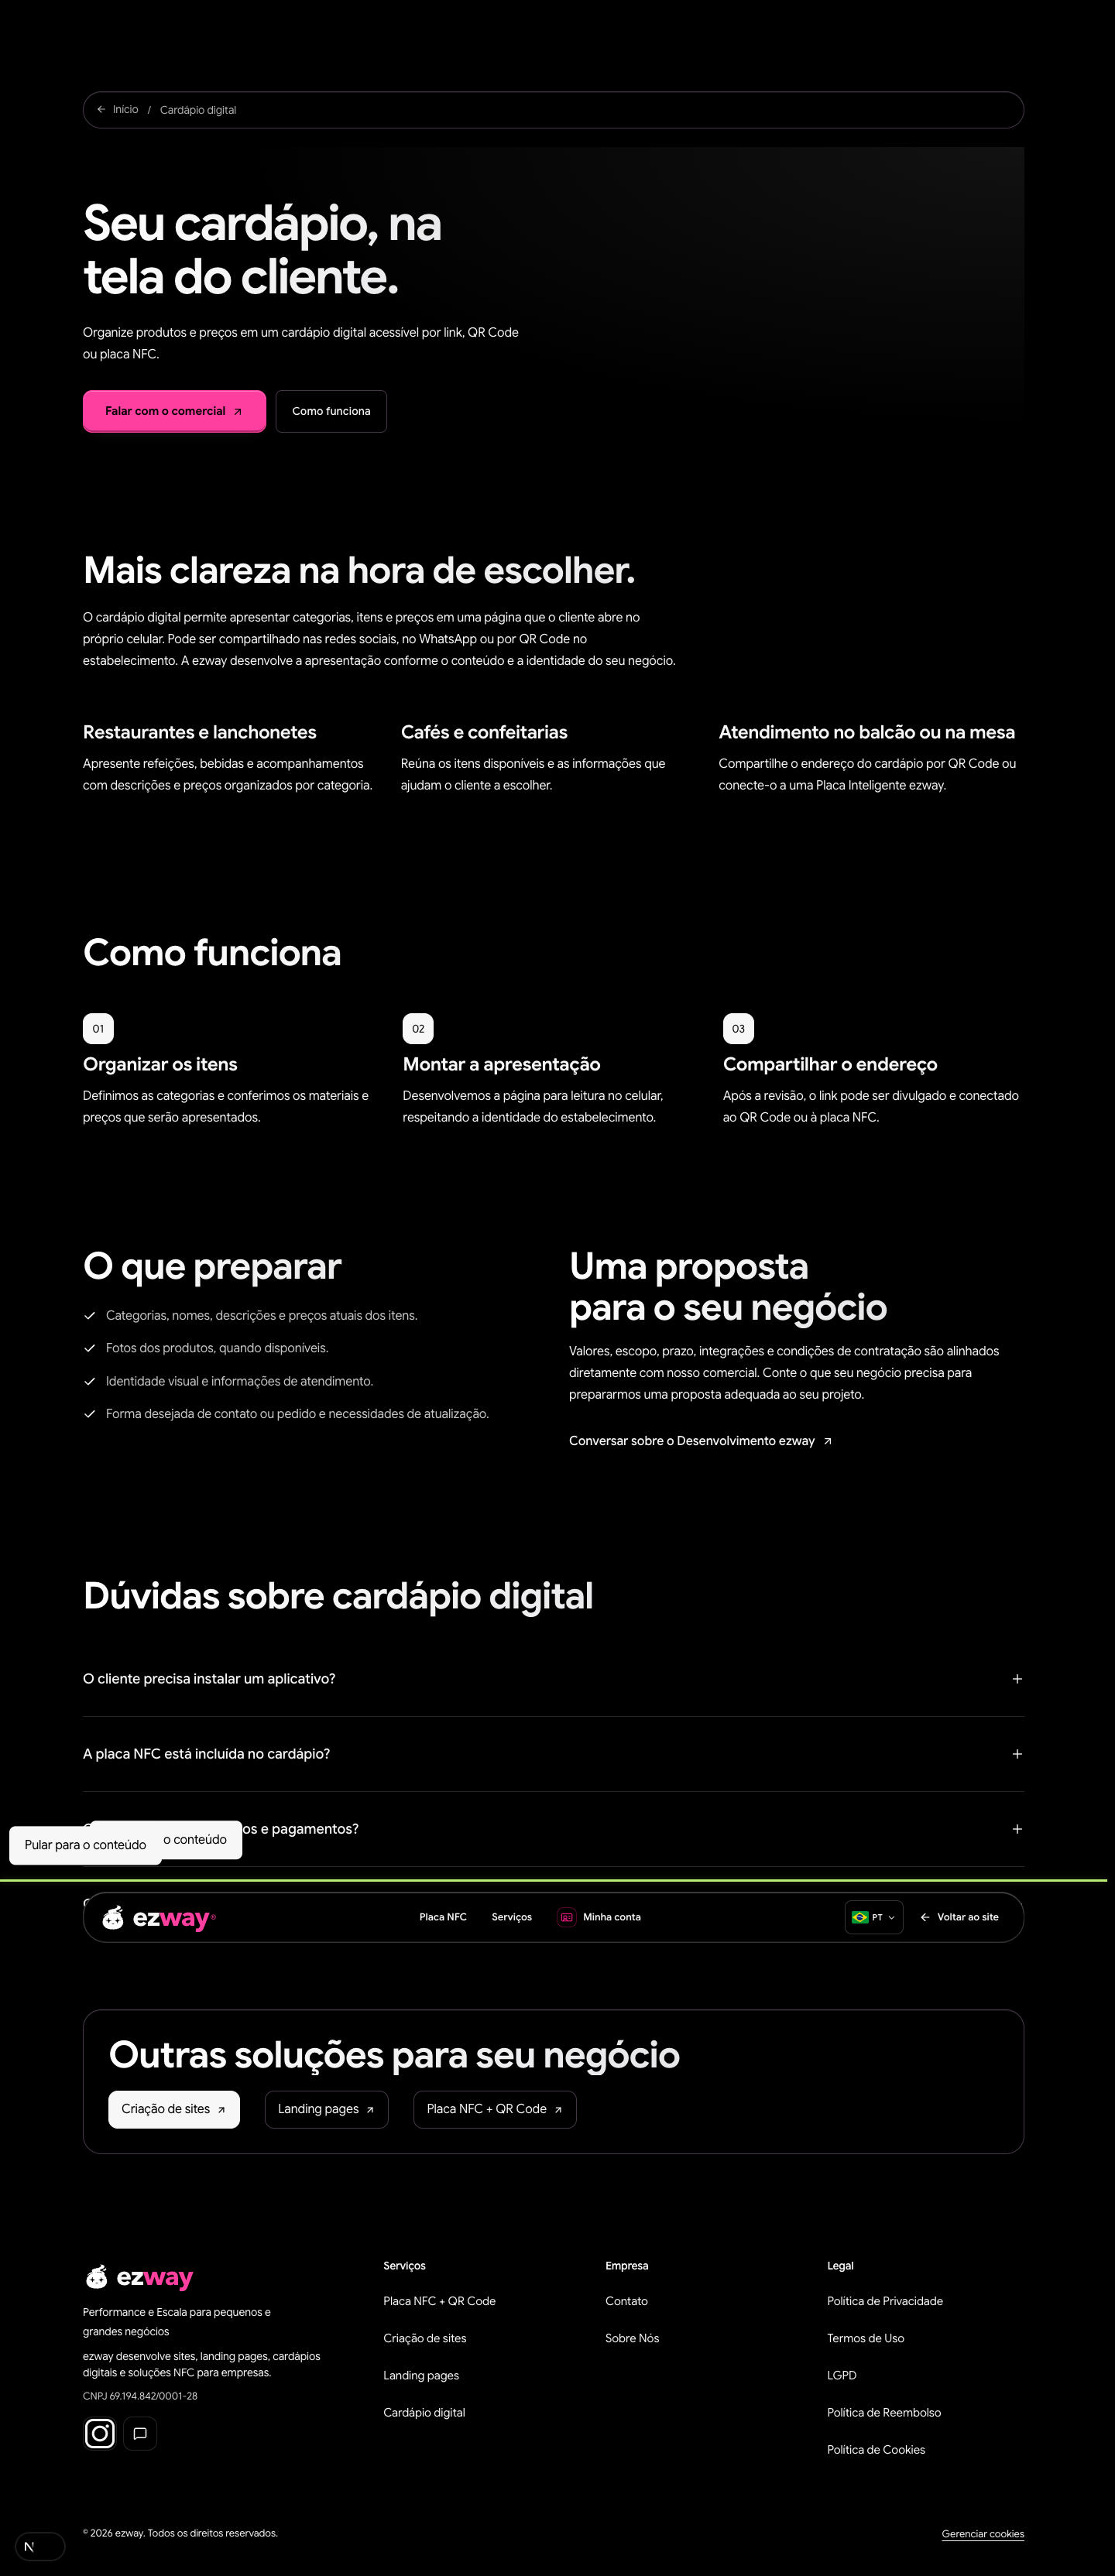 Início / Cardápio digital
Seu cardápio, na
tela do cliente.
Organize produtos e preços em um cardápio digital acessível por link, QR Code
ou placa NFC.
Falar com o comercial
Como funciona
Mais clareza na hora de escolher.
O cardápio digital permite apresentar categorias, itens e preços em uma página que o cliente abre no
próprio celular. Pode ser compartilhado nas redes sociais, no WhatsApp ou por QR Code no
estabelecimento. A ezway desenvolve a apresentação conforme o conteúdo e a identidade do seu negócio.
Restaurantes e lanchonetes
Apresente refeições, bebidas e acompanhamentos
com descrições e preços organizados por categoria.
Cafés e confeitarias
Reúna os itens disponíveis e as informações que
ajudam o cliente a escolher.
Atendimento no balcão ou na mesa
Compartilhe o endereço do cardápio por QR Code ou
conecte-o a uma Placa Inteligente ezway.
Como funciona
01
Organizar os itens
Definimos as categorias e conferimos os materiais e
preços que serão apresentados.
02
Montar a apresentação
Desenvolvemos a página para leitura no celular,
respeitando a identidade do estabelecimento.
03
Compartilhar o endereço
Após a revisão, o link pode ser divulgado e conectado
ao QR Code ou à placa NFC.
O que preparar
Categorias, nomes, descrições e preços atuais dos itens.
Fotos dos produtos, quando disponíveis.
Identidade visual e informações de atendimento.
Forma desejada de contato ou pedido e necessidades de atualização.
Uma proposta
para o seu negócio
Valores, escopo, prazo, integrações e condições de contratação são alinhados
diretamente com nosso comercial. Conte o que seu negócio precisa para
prepararmos uma proposta adequada ao seu projeto.
Conversar sobre o Desenvolvimento ezway
Dúvidas sobre cardápio digital
O cliente precisa instalar um aplicativo?
A placa NFC está incluída no cardápio?
os e pagamentos?
Pular para o conteúdo
o conteúdo
ezway®
Placa NFC
Serviços
Minha conta
PT
Voltar ao site
Outras soluções para seu negócio
Criação de sites
Landing pages
Placa NFC + QR Code
ezway
Performance e Escala para pequenos e
grandes negócios
ezway desenvolve sites, landing pages, cardápios
digitais e soluções NFC para empresas.
CNPJ 69.194.842/0001-28
Serviços
Placa NFC + QR Code
Criação de sites
Landing pages
Cardápio digital
Empresa
Contato
Sobre Nós
Legal
Política de Privacidade
Termos de Uso
LGPD
Política de Reembolso
Política de Cookies
© 2026 ezway. Todos os direitos reservados.
Gerenciar cookies
N